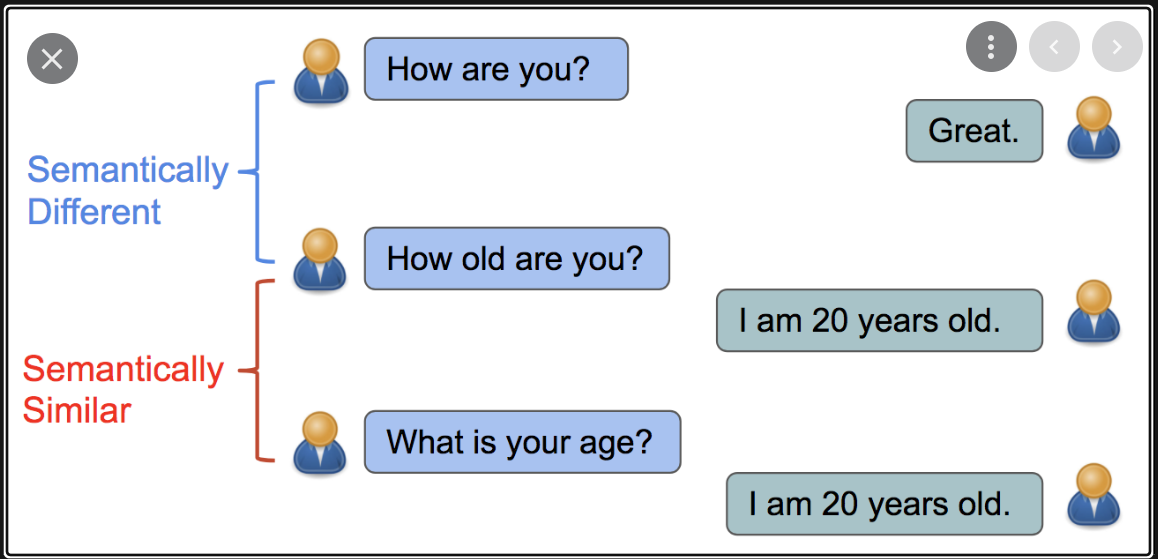 How are you?
Great.
Semantically
Different
How old are you?
I am 20 years old.
Semantically
Similar
What is your age?
I am 20 years old.